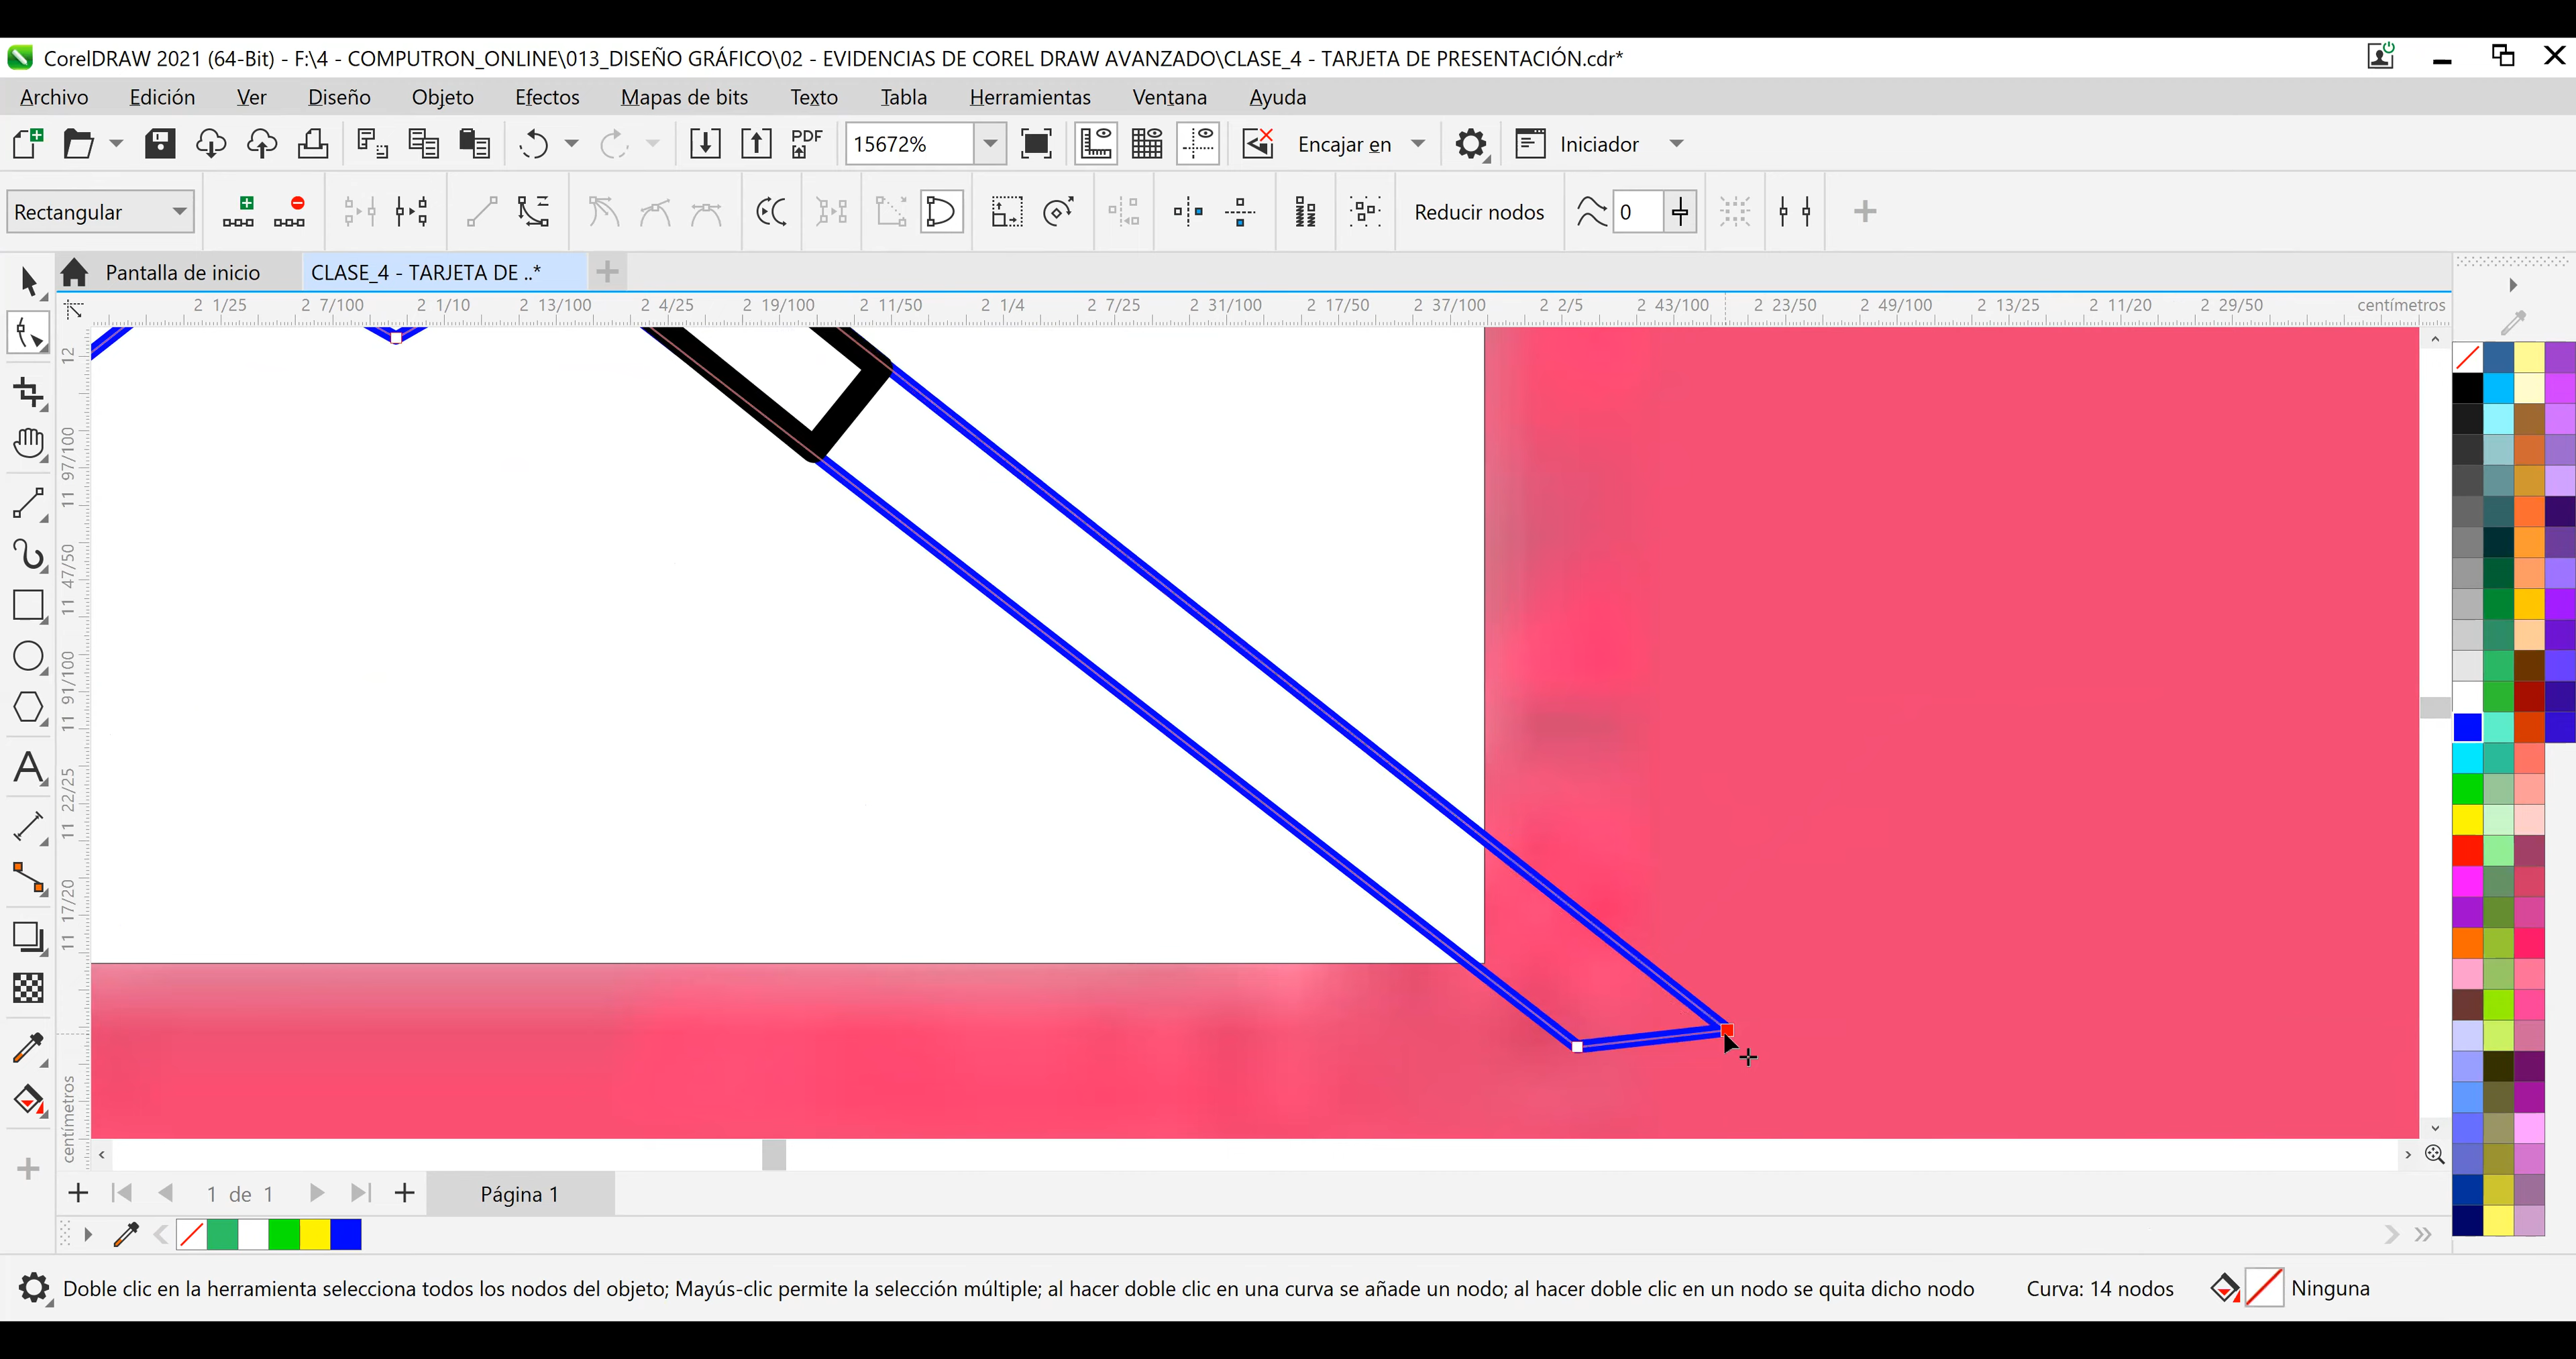 CorelDRAW 2021 (64-Bit) - F:\4 - COMPUTRON_ONLINE\013_DISEÑO GRÁFICO\02 - EVIDENCIAS DE COREL DRAW AVANZADO\CLASE_4 - TARJETA DE PRESENTACIÓN.cdr*
Archivo Edición Ver Diseño Objeto Efectos Mapas de bits Texto Tabla Herramientas Ventana Ayuda
PDF 15672% Encajar en Iniciador
Rectangular Reducir nodos 0
Pantalla de inicio CLASE_4 - TARJETA DE ..*
2 1/25 2 7/100 2 1/10 2 13/100 2 4/25 2 19/100 2 11/50 2 1/4 2 7/25 2 31/100 2 17/50 2 37/100 2 2/5 2 43/100 2 23/50 2 49/100 2 13/25 2 11/20 2 29/50 centímetros
12
11 97/100
11 47/50
11 91/100
11 22/25
11 17/20
centímetros
1 de 1 Página 1
Doble clic en la herramienta selecciona todos los nodos del objeto; Mayús-clic permite la selección múltiple; al hacer doble clic en una curva se añade un nodo; al hacer doble clic en un nodo se quita dicho nodo Curva: 14 nodos Ninguna